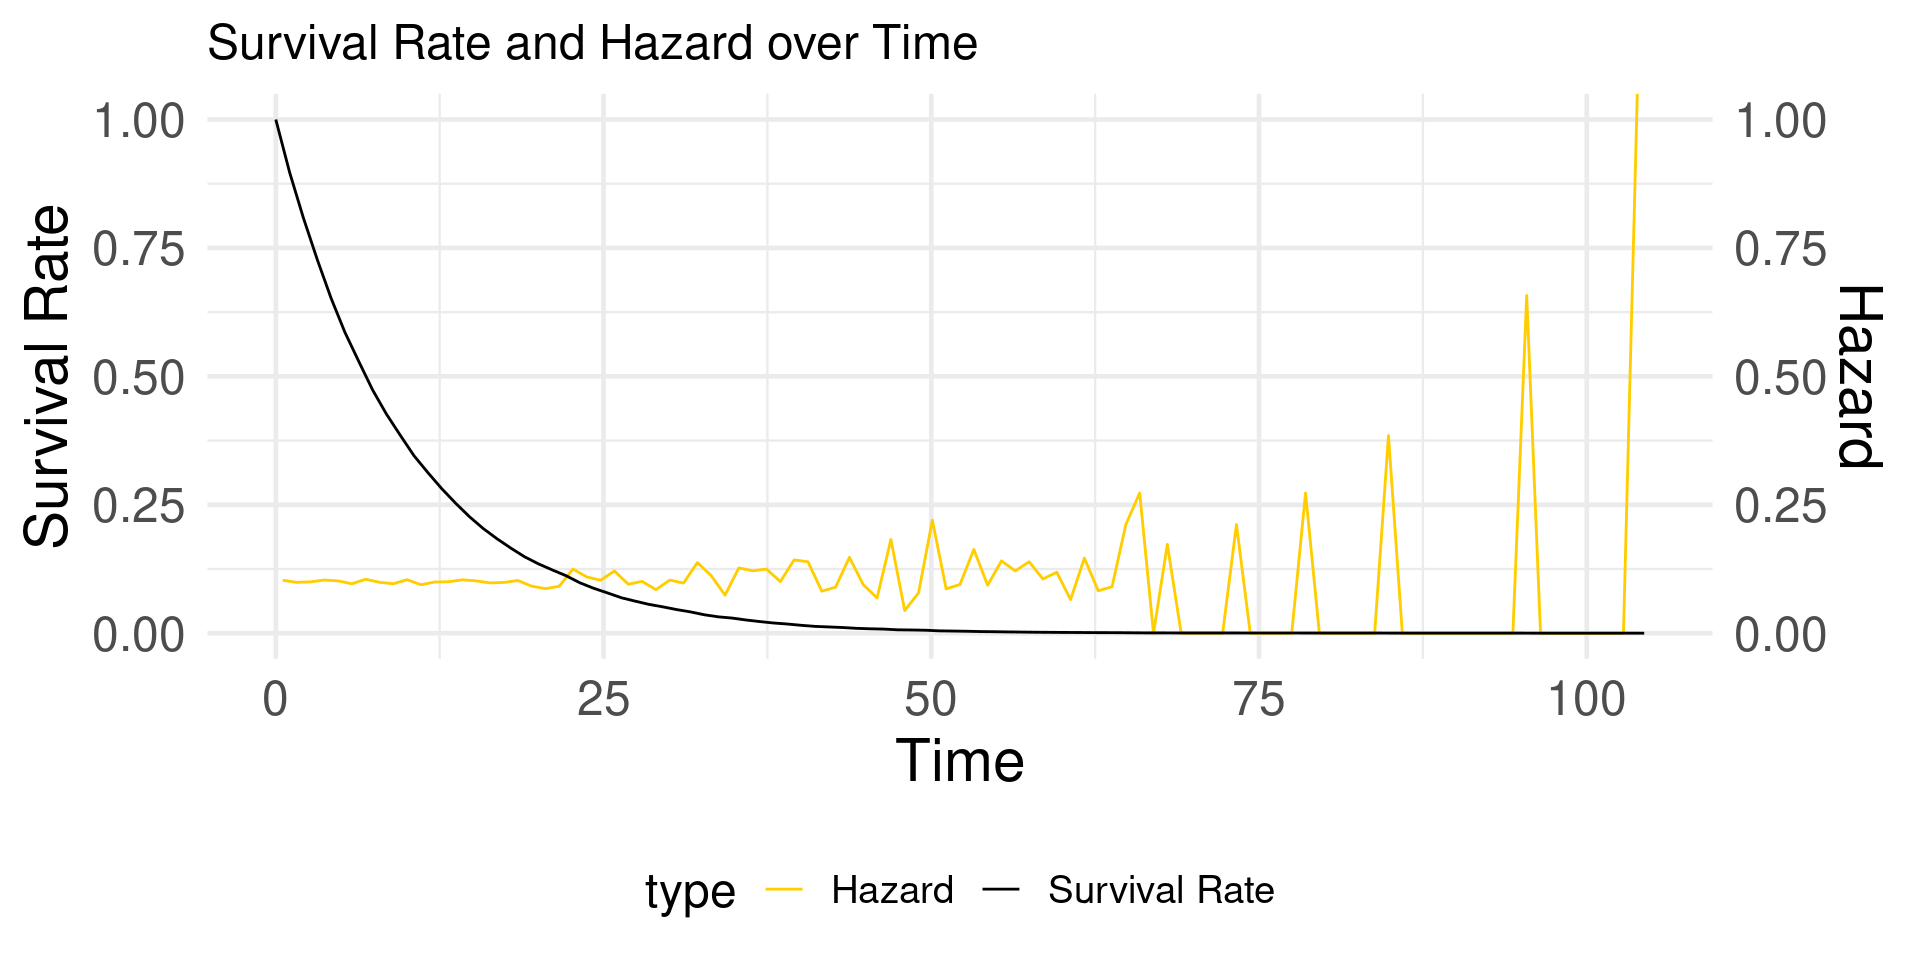 Survival Rate and Hazard over Time
1.00
0.75
0.50
0.25
0.00
Survival Rate
1.00
0.75
0.50
0.25
0.00
Hazard
0 25 50 75 100
Time
type Hazard Survival Rate